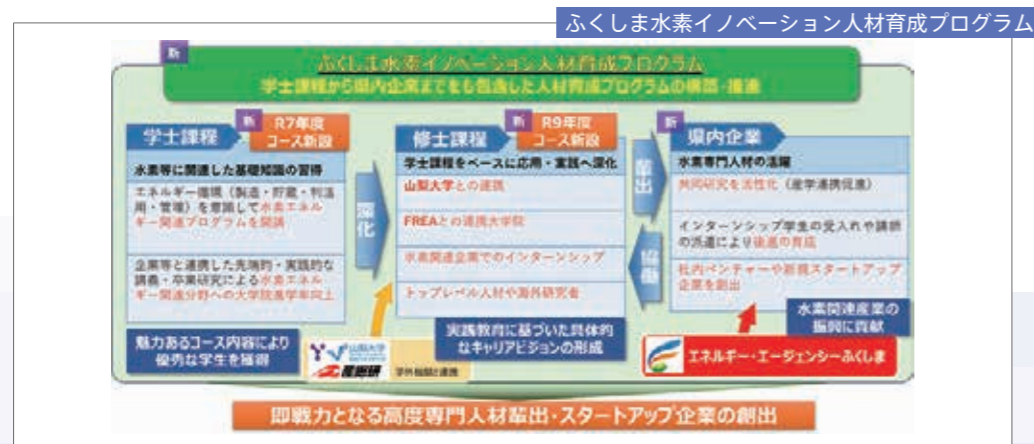 ふくしま水素イノベーション人材育成プログラム
新
ふくしま水素イノベーション人材育成プログラム
学士課程から県内企業までをも包含した人材育成プログラムの構築・推進
学士課程
新
R7年度
コース新設
水素等に関連した基礎知識の習得
エネルギー循環（製造・貯蔵・利活
用・管理）を意識して水素エネル
ギー関連プログラムを開講
企業等と連携した先端的・実践的な
講義・卒業研究による水素エネル
ギー関連分野への大学院進学率向上
魅力あるコース内容により
優秀な学生を獲得
深化
修士課程
新
R9年度
コース新設
学士課程をベースに応用・実践へ深化
山梨大学との連携
FREAとの連携大学院
水素関連企業でのインターンシップ
トップレベル人材や海外研究者
実践教育に基づいた具体的
なキャリアビジョンの形成
山梨大学
産総研
学外機関と連携
輩出
協働
新
県内企業
水素専門人材の活躍
共同研究を活性化（産学連携促進）
インターンシップ学生の受入れや講師
の派遣により後進の育成
社内ベンチャーや新規スタートアップ
企業を創出
水素関連産業の
振興に貢献
エネルギー・エージェンシーふくしま
即戦力となる高度専門人材輩出・スタートアップ企業の創出